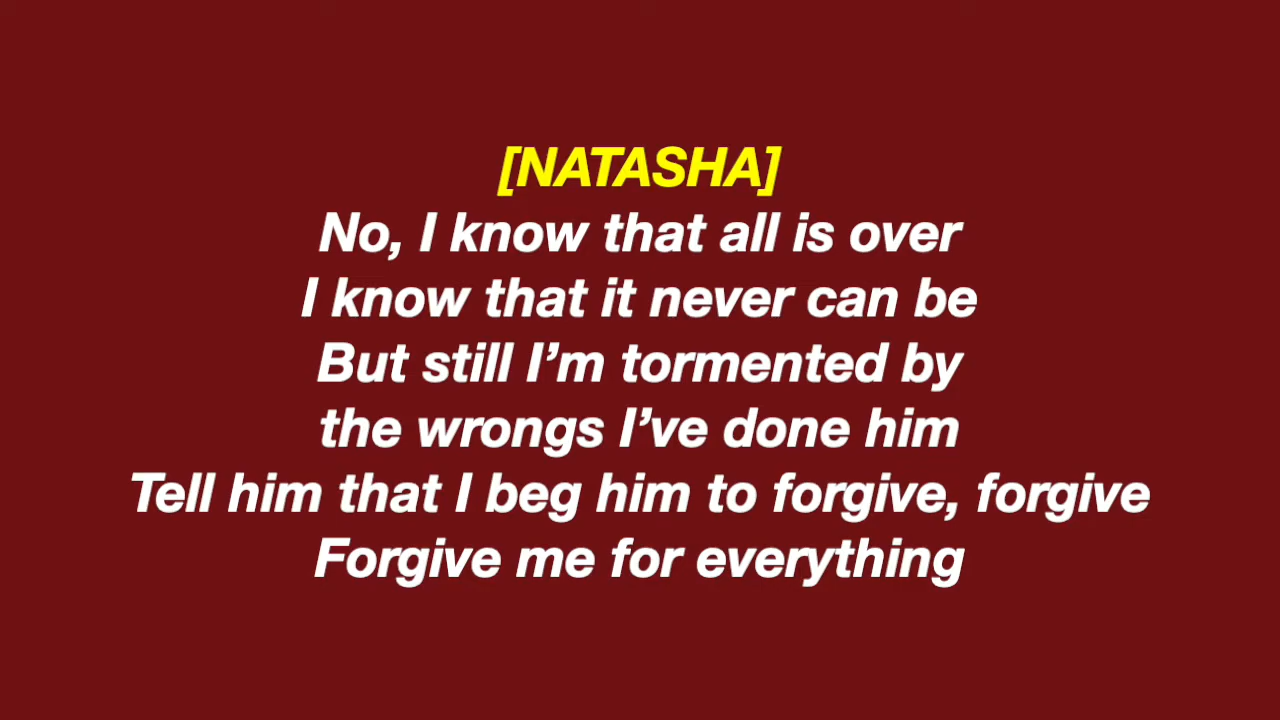 [NATASHA]
No, I know that all is over
I know that it never can be
But still I’m tormented by
the wrongs I’ve done him
Tell him that I beg him to forgive, forgive
Forgive me for everything